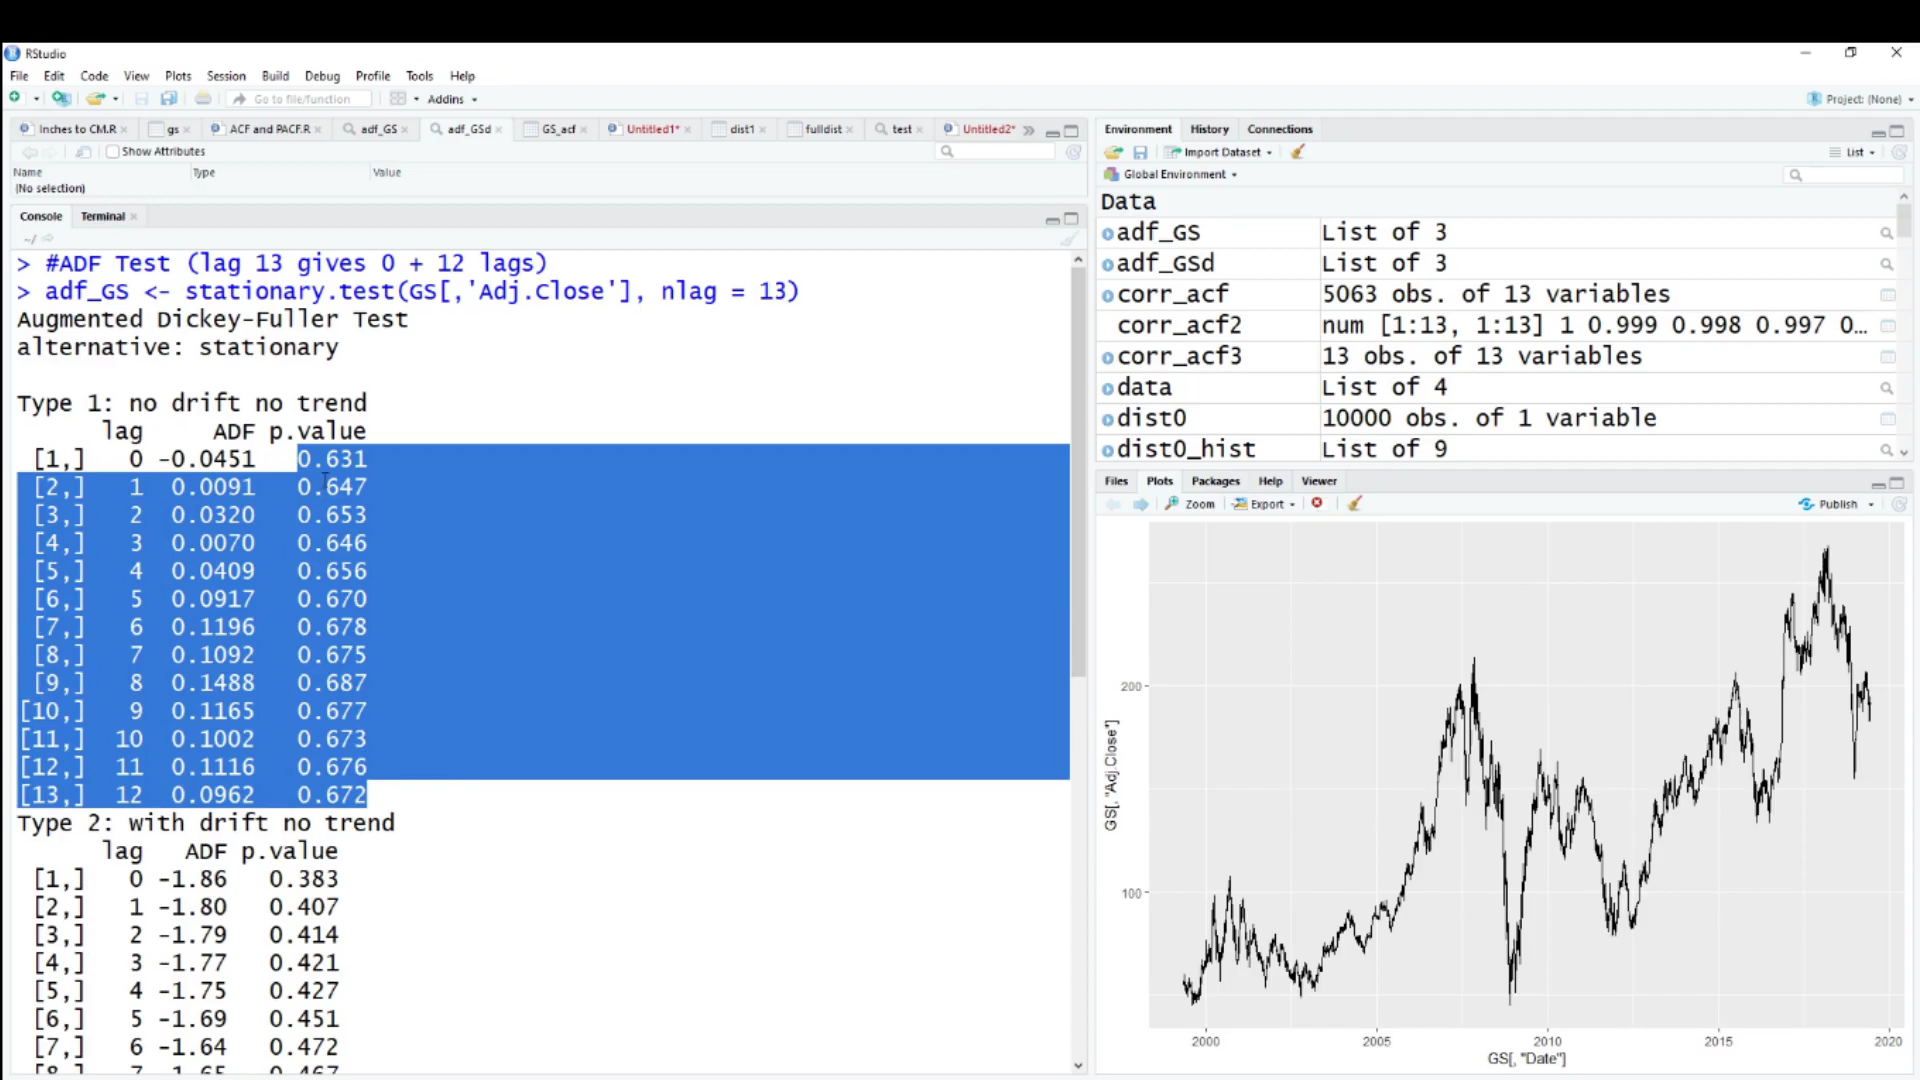 RStudio
File Edit Code View Plots Session Build Debug Profile Tools Help
Go to file/function Addins Project: (None)
Inches to CM.R gs ACF and PACF.R adf_GS adf_GSd GS_acf Untitled1* dist1 fulldist test Untitled2*
Show Attributes
Name Type Value
(No selection)
Console Terminal
~/
> #ADF Test (lag 13 gives 0 + 12 lags)
> adf_GS <- stationary.test(GS[,'Adj.Close'], nlag = 13)
Augmented Dickey-Fuller Test
alternative: stationary
Type 1: no drift no trend
lag ADF p.value
[1,] 0 -0.0451 0.631
[2,] 1 0.0091 0.647
[3,] 2 0.0320 0.653
[4,] 3 0.0070 0.646
[5,] 4 0.0409 0.656
[6,] 5 0.0917 0.670
[7,] 6 0.1196 0.678
[8,] 7 0.1092 0.675
[9,] 8 0.1488 0.687
[10,] 9 0.1165 0.677
[11,] 10 0.1002 0.673
[12,] 11 0.1116 0.676
[13,] 12 0.0962 0.672
Type 2: with drift no trend
lag ADF p.value
[1,] 0 -1.86 0.383
[2,] 1 -1.80 0.407
[3,] 2 -1.79 0.414
[4,] 3 -1.77 0.421
[5,] 4 -1.75 0.427
[6,] 5 -1.69 0.451
[7,] 6 -1.64 0.472
[8,] 7 -1.65 0.467
Environment History Connections
Import Dataset List
Global Environment
Data
adf_GS List of 3
adf_GSd List of 3
corr_acf 5063 obs. of 13 variables
corr_acf2 num [1:13, 1:13] 1 0.999 0.998 0.997 0…
corr_acf3 13 obs. of 13 variables
data List of 4
dist0 10000 obs. of 1 variable
dist0_hist List of 9
Files Plots Packages Help Viewer
Zoom Export Publish
200
100
GS[, "Adj.Close"]
2000 2005 2010 2015 2020
GS[, "Date"]